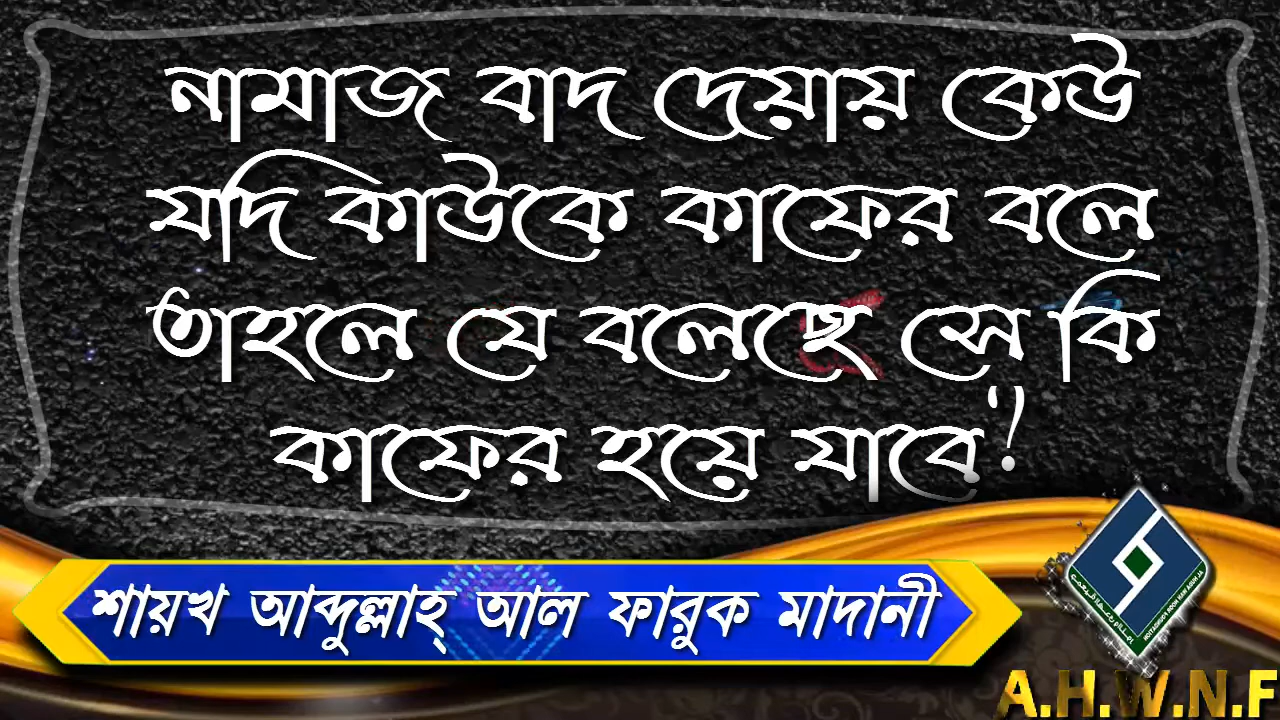 নামাজ বাদ দেয়ায় কেউ
যদি কাউকে কাফের বলে
তাহলে যে বলেছে সে কি
কাফের হয়ে যাবে?
শায়খ আব্দুল্লাহ্ আল ফারুক মাদানী
A.H.W.N.F